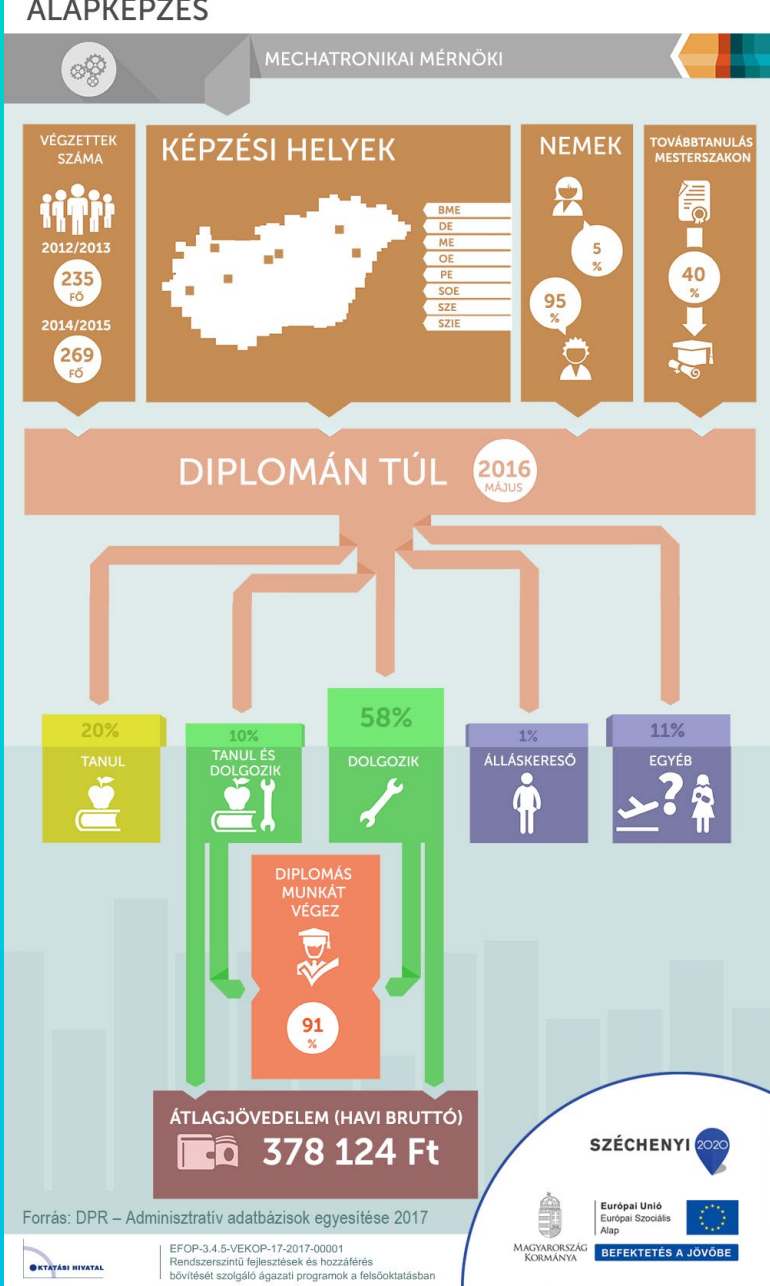 ALAPKÉPZÉS
MECHATRONIKAI MÉRNÖKI
VÉGZETTEK
SZÁMA
2012/2013
235
FŐ
2014/2015
269
FŐ
KÉPZÉSI HELYEK
BME
DE
ME
OE
PE
SOE
SZE
SZIE
NEMEK
5
%
95
%
TOVÁBBTANULÁS
MESTERSZAKON
40
%
DIPLOMÁN TÚL
2016
MÁJUS
20%
TANUL
10%
TANUL ÉS
DOLGOZIK
58%
DOLGOZIK
1%
ÁLLÁSKERESŐ
11%
EGYÉB
?
DIPLOMÁS
MUNKÁT
VÉGEZ
91
%
ÁTLAGJÖVEDELEM (HAVI BRUTTÓ)
378 124 Ft
Forrás: DPR – Adminisztratív adatbázisok egyesítése 2017
OKTATÁSI HIVATAL
EFOP-3.4.5-VEKOP-17-2017-00001
Rendszerszintű fejlesztések és hozzáférés
bővítését szolgáló ágazati programok a felsőoktatásban
SZÉCHENYI 2020
MAGYARORSZÁG
KORMÁNYA
Európai Unió
Európai Szociális
Alap
BEFEKTETÉS A JÖVŐBE